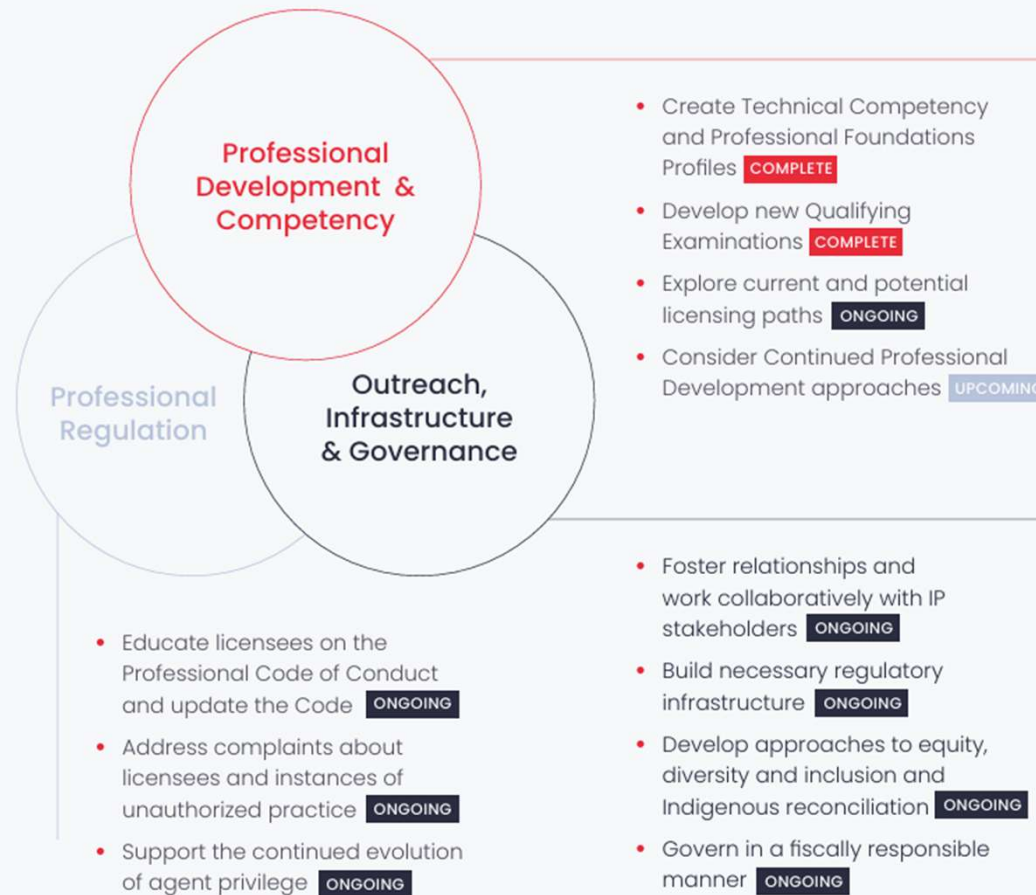 Professional
Development &
Competency
Professional
Regulation
Outreach,
Infrastructure
& Governance
• Create Technical Competency
and Professional Foundations
Profiles COMPLETE
• Develop new Qualifying
Examinations COMPLETE
• Explore current and potential
licensing paths ONGOING
• Consider Continued Professional
Development approaches UPCOMING
• Educate licensees on the
Professional Code of Conduct
and update the Code ONGOING
• Address complaints about
licensees and instances of
unauthorized practice ONGOING
• Support the continued evolution
of agent privilege ONGOING
• Foster relationships and
work collaboratively with IP
stakeholders ONGOING
• Build necessary regulatory
infrastructure ONGOING
• Develop approaches to equity,
diversity and inclusion and
Indigenous reconciliation ONGOING
• Govern in a fiscally responsible
manner ONGOING